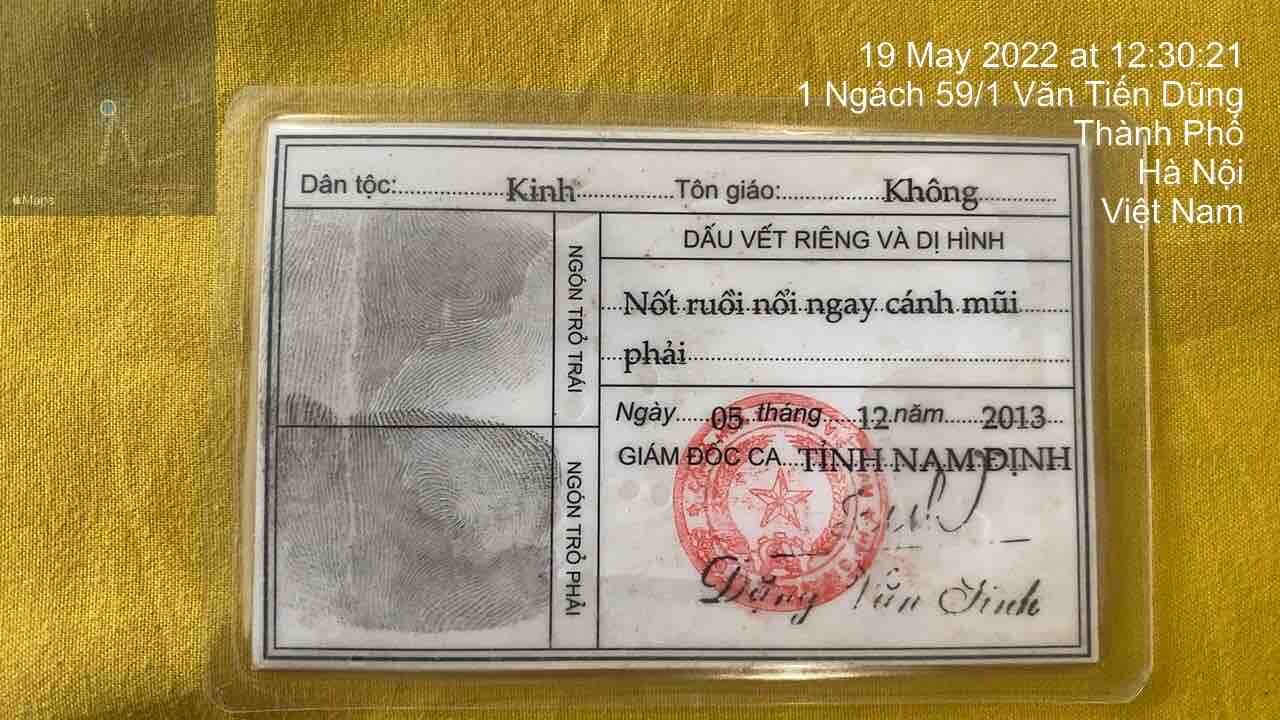 19 May 2022 at 12:30:21
1 Ngách 59/1 Văn Tiến Dũng
Thành Phố
Hà Nội
Việt Nam
Maps
Dân tộc: Kinh Tôn giáo: Không
NGÓN TRỎ TRÁI
NGÓN TRỎ PHẢI
DẤU VẾT RIÊNG VÀ DỊ HÌNH
Nốt ruồi nổi ngay cánh mũi
phải
Ngày 05 tháng 12 năm 2013
GIÁM ĐỐC CA TỈNH NAM ĐỊNH
Đặng Văn Sinh